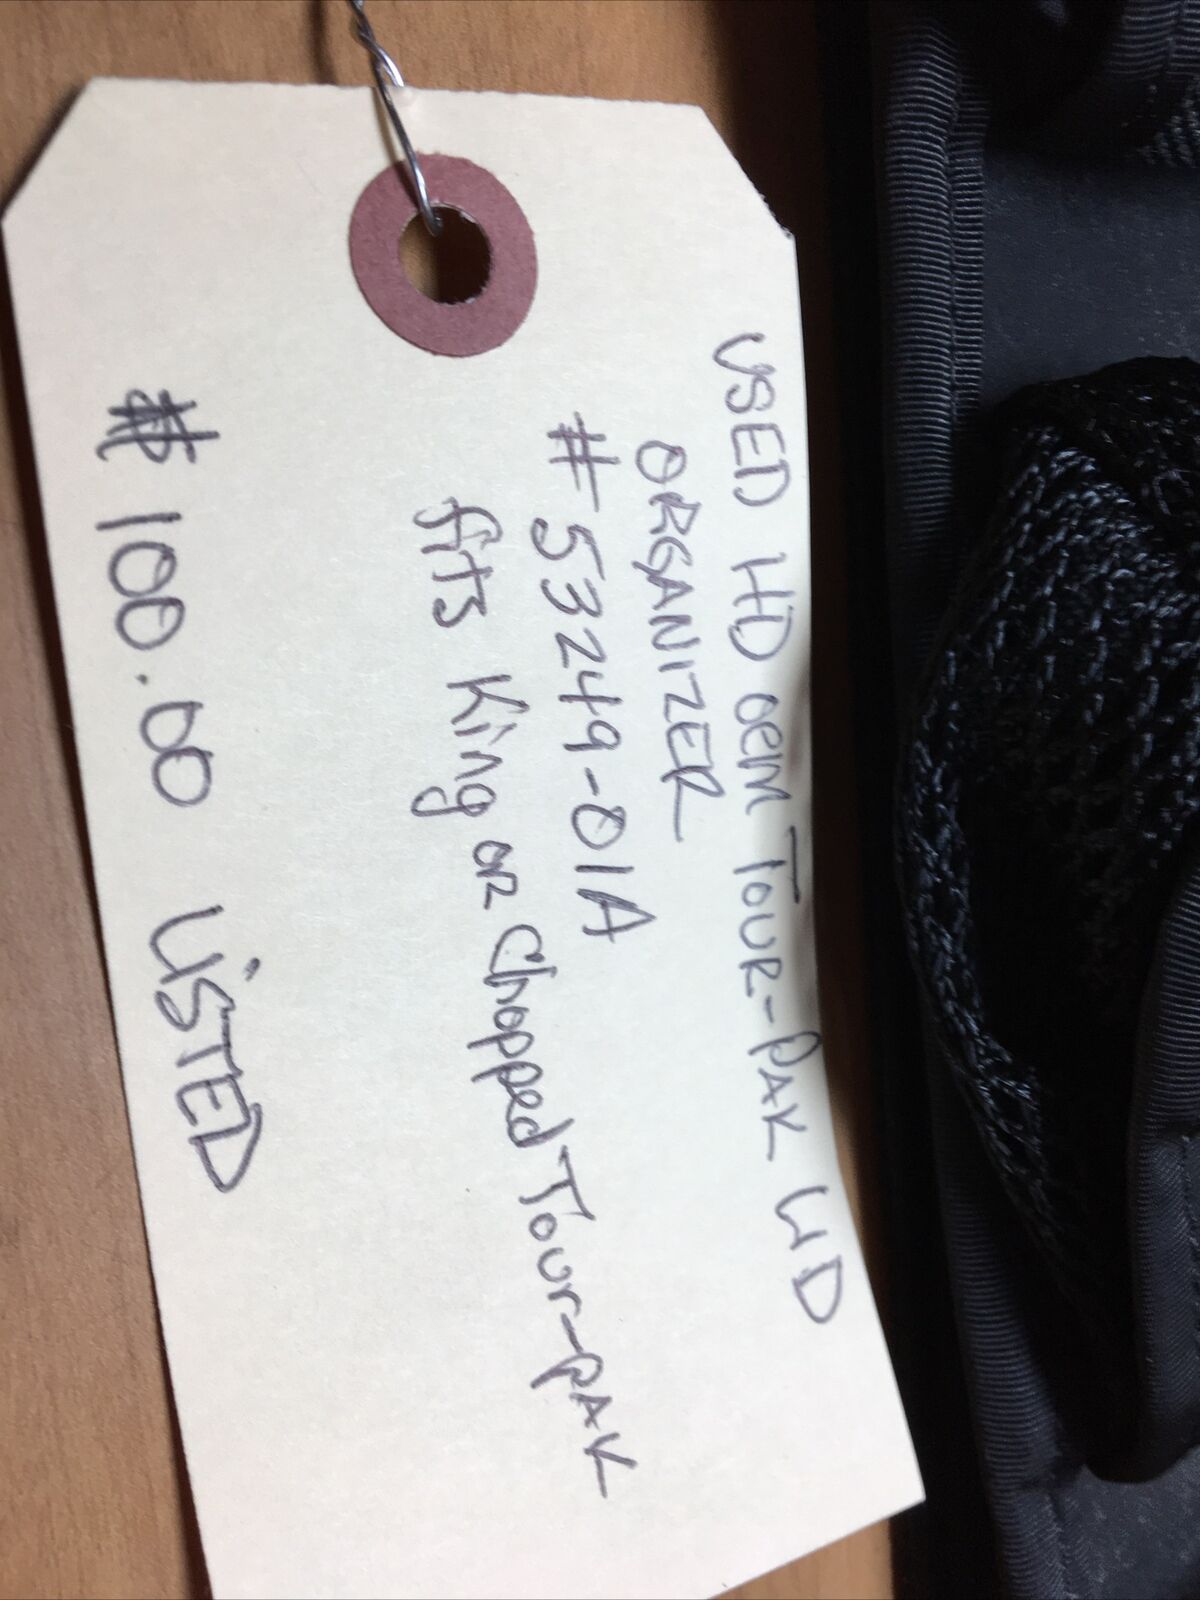 USED HD OEM TOUR-PAK LID
ORGANIZER
# 53249-01A
fits King or Chopped Tour-PAK
$ 100.00 LiSTED